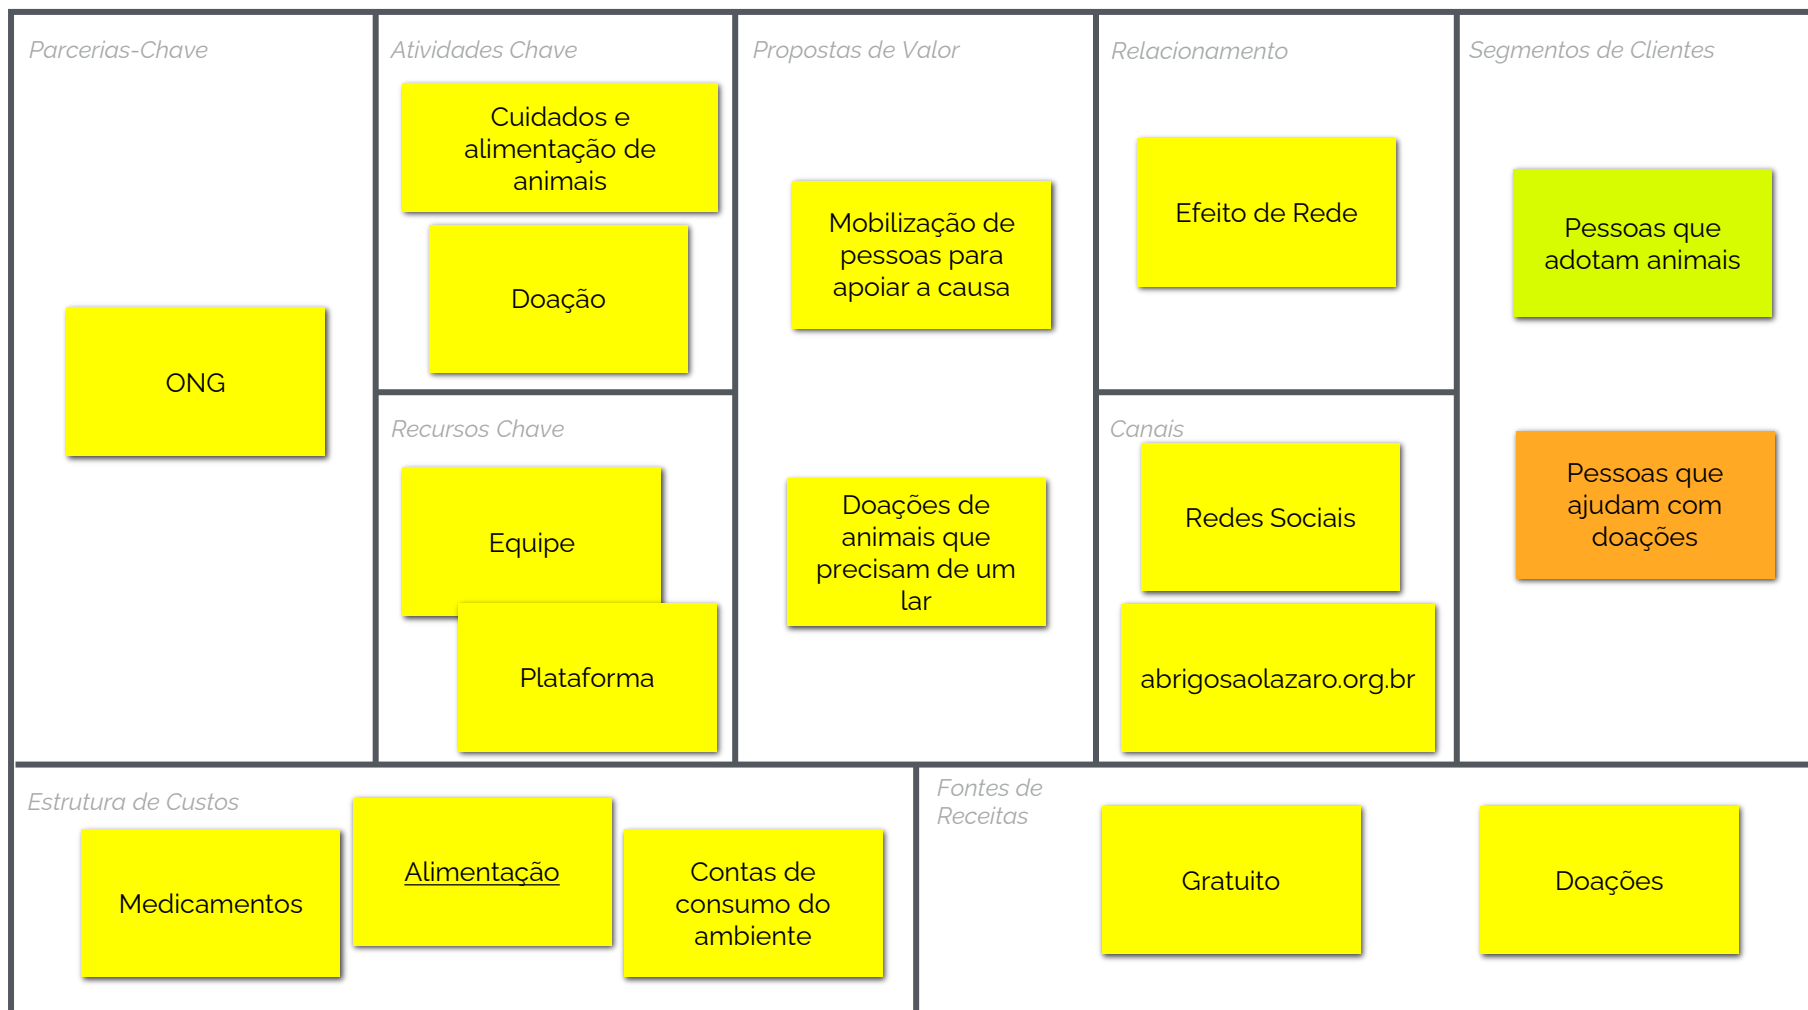 Parcerias-Chave
ONG
Atividades Chave
Cuidados e
alimentação de
animais
Doação
Recursos Chave
Equipe
Plataforma
Propostas de Valor
Mobilização de
pessoas para
apoiar a causa
Doações de
animais que
precisam de um
lar
Relacionamento
Efeito de Rede
Canais
Redes Sociais
abrigosaolazaro.org.br
Segmentos de Clientes
Pessoas que
adotam animais
Pessoas que
ajudam com
doações
Estrutura de Custos
Medicamentos
Alimentação
Contas de
consumo do
ambiente
Fontes de
Receitas
Gratuito
Doações